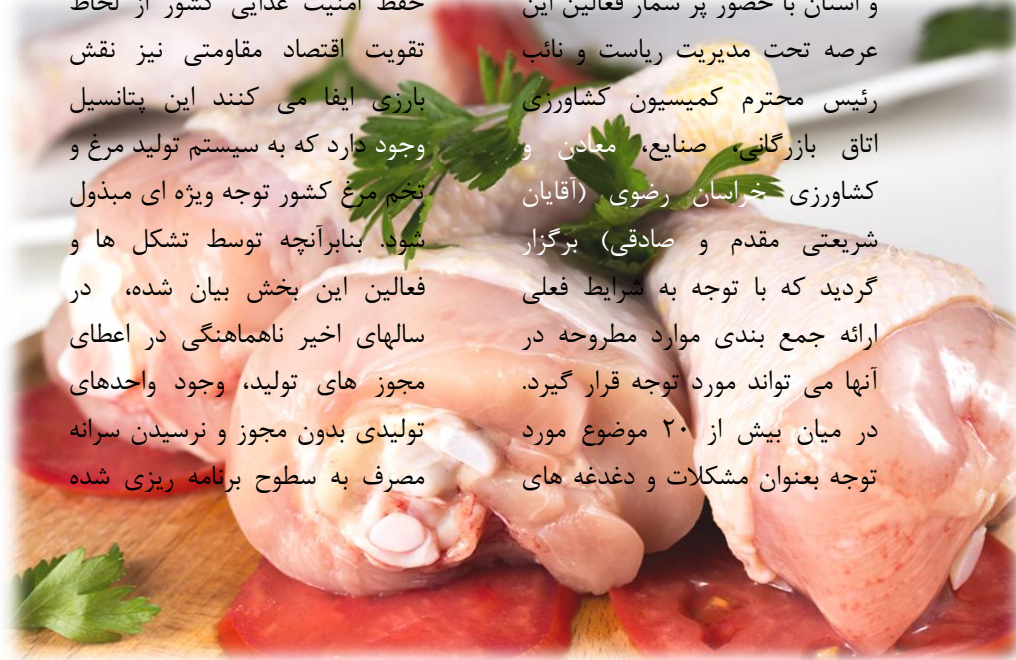 و استان با حضور پر شمار فعالین این
عرصه تحت مدیریت ریاست و نائب
رئیس محترم کمیسیون کشاورزی
اتاق بازرگانی، صنایع، معادن و
کشاورزی خراسان رضوی (آقایان
شریعتی مقدم و صادقی) برگزار
گردید که با توجه به شرایط فعلی
ارائه جمع بندی موارد مطروحه در
آنها می تواند مورد توجه قرار گیرد.
در میان بیش از ۲۰ موضوع مورد
توجه بعنوان مشکلات و دغدغه های
حفظ امنیت غذایی کشور از لحاظ
تقویت اقتصاد مقاومتی نیز نقش
بارزی ایفا می کنند این پتانسیل
وجود دارد که به سیستم تولید مرغ و
تخم مرغ کشور توجه ویژه ای مبذول
شود. بنابرآنچه توسط تشکل ها و
فعالین این بخش بیان شده، در
سالهای اخیر ناهماهنگی در اعطای
مجوز های تولید، وجود واحدهای
تولیدی بدون مجوز و نرسیدن سرانه
مصرف به سطوح برنامه ریزی شده